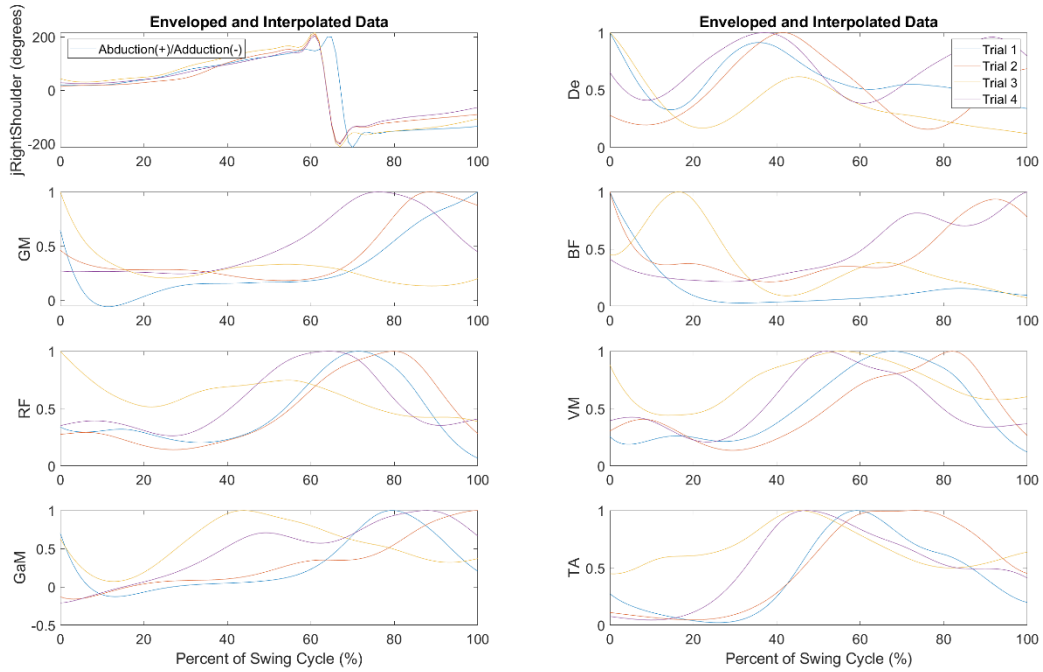 Enveloped and Interpolated Data
jRightShoulder (degrees)
200
0
-200
Abduction(+)/Adduction(-)
0 20 40 60 80 100
GM
1
0.5
0
0 20 40 60 80 100
RF
1
0.5
0
0 20 40 60 80 100
GaM
1
0.5
0
-0.5
0 20 40 60 80 100
Percent of Swing Cycle (%)
Enveloped and Interpolated Data
De
1
0.5
0
Trial 1
Trial 2
Trial 3
Trial 4
0 20 40 60 80 100
BF
1
0.5
0
0 20 40 60 80 100
VM
1
0.5
0
0 20 40 60 80 100
TA
1
0.5
0
0 20 40 60 80 100
Percent of Swing Cycle (%)